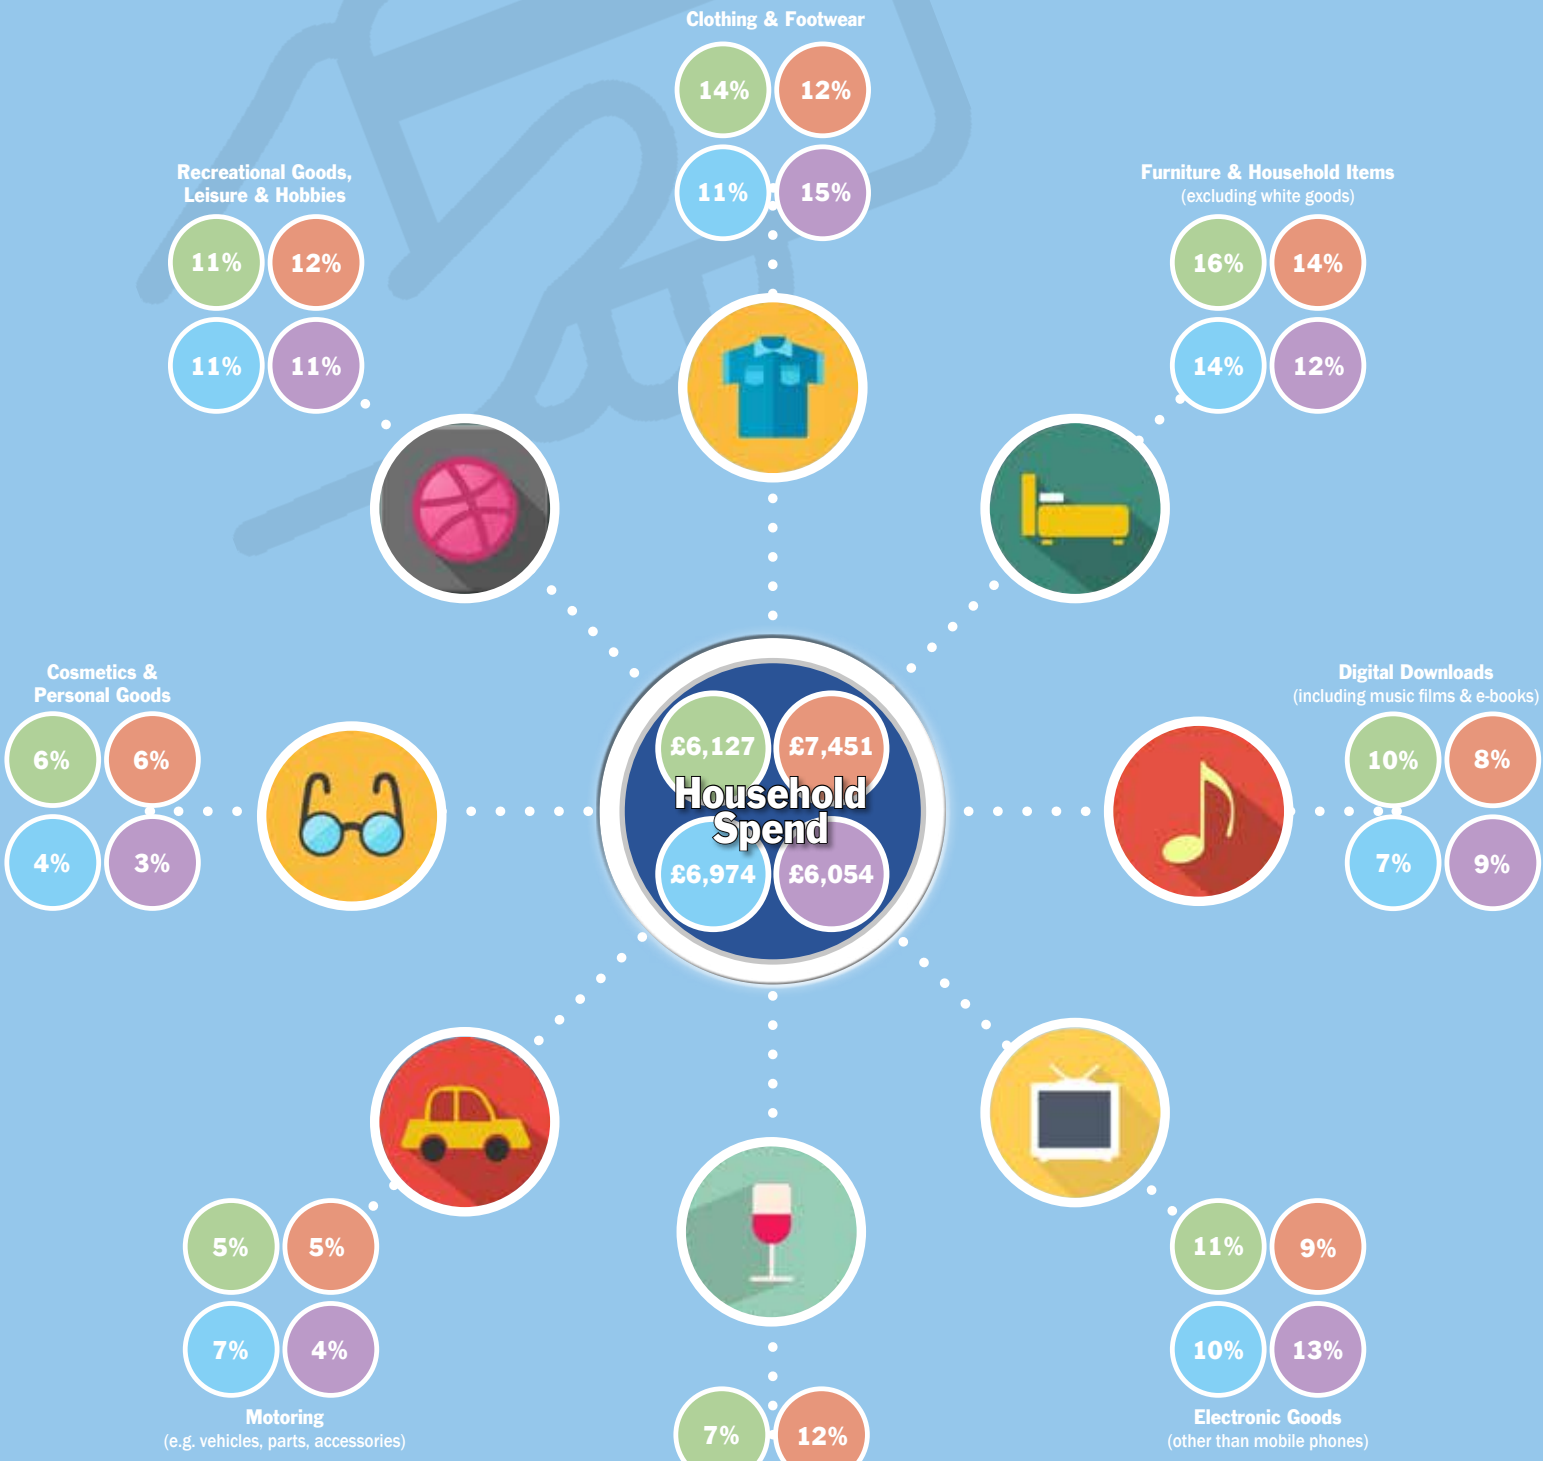 Clothing & Footwear
14% 12%
11% 15%
Recreational Goods,
Leisure & Hobbies
11% 12%
11% 11%
Furniture & Household Items
(excluding white goods)
16% 14%
14% 12%
Cosmetics &
Personal Goods
6% 6%
4% 3%
£6,127 £7,451
Household
Spend
£6,974 £6,054
Digital Downloads
(including music films & e-books)
10% 8%
7% 9%
5% 5%
7% 4%
Motoring
(e.g. vehicles, parts, accessories)
7% 12%
11% 9%
10% 13%
Electronic Goods
(other than mobile phones)